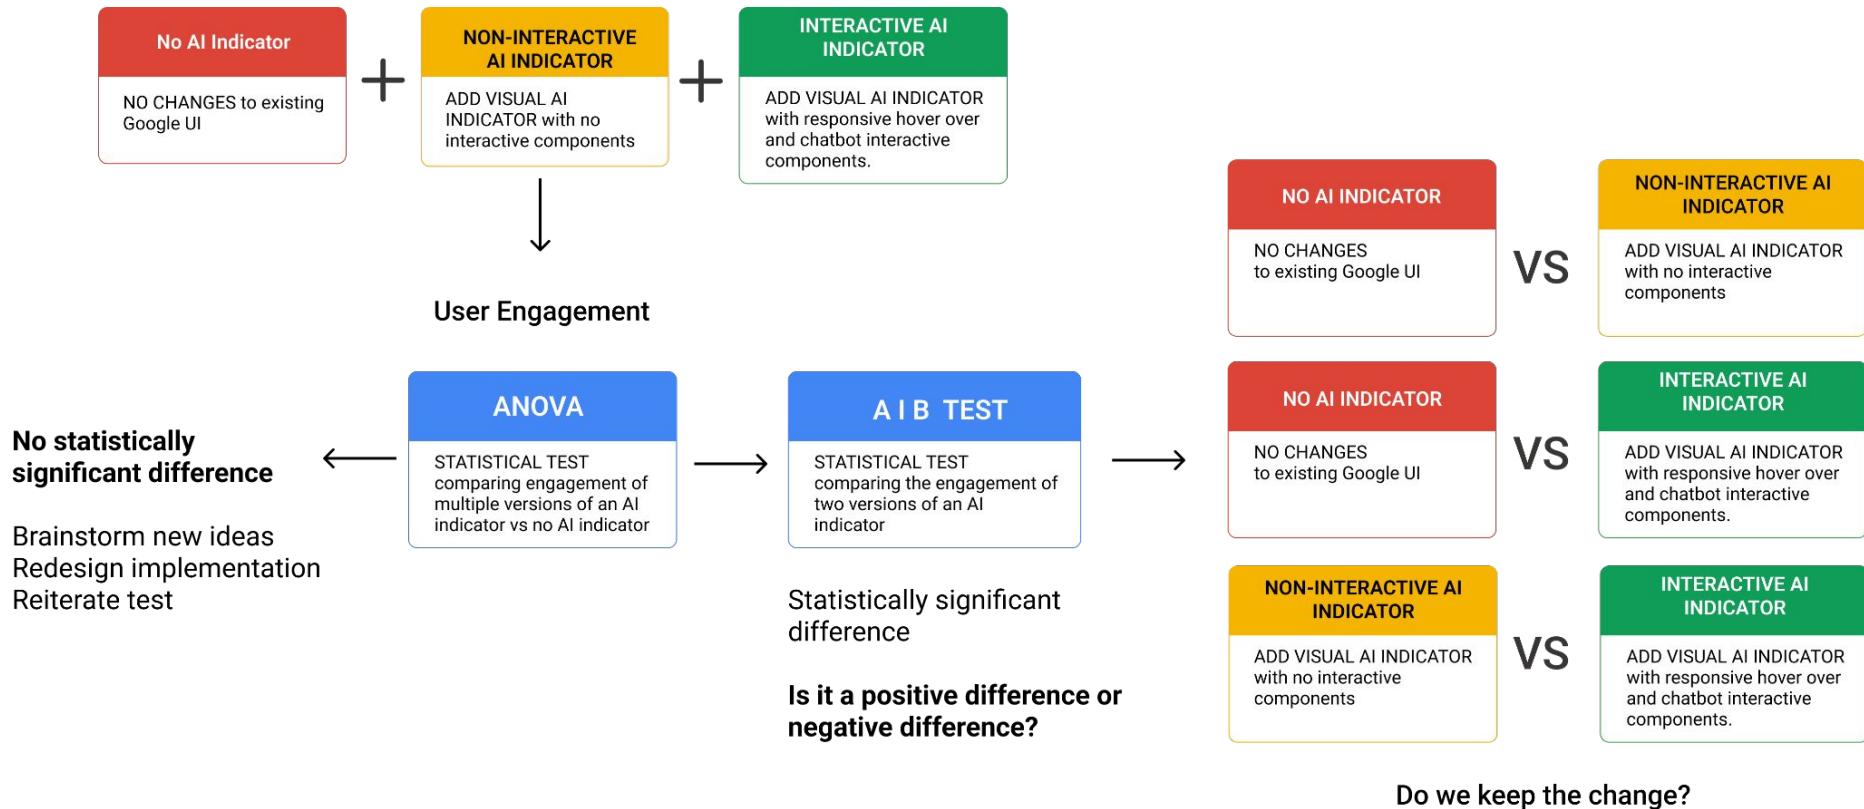 No AI Indicator
NO CHANGES to existing
Google UI
+
NON-INTERACTIVE
AI INDICATOR
ADD VISUAL AI
INDICATOR with no
interactive components
+
INTERACTIVE AI
INDICATOR
ADD VISUAL AI INDICATOR
with responsive hover over
and chatbot interactive
components.
User Engagement
No statistically
significant difference
Brainstorm new ideas
Redesign implementation
Reiterate test
ANOVA
STATISTICAL TEST
comparing engagement of
multiple versions of an AI
indicator vs no AI indicator
A I B TEST
STATISTICAL TEST
comparing the engagement of
two versions of an AI
indicator
Statistically significant
difference
Is it a positive difference or
negative difference?
NO AI INDICATOR
NO CHANGES
to existing Google UI
VS
NON-INTERACTIVE AI
INDICATOR
ADD VISUAL AI INDICATOR
with no interactive
components
NO AI INDICATOR
NO CHANGES
to existing Google UI
VS
INTERACTIVE AI
INDICATOR
ADD VISUAL AI INDICATOR
with responsive hover over
and chatbot interactive
components.
NON-INTERACTIVE AI
INDICATOR
ADD VISUAL AI INDICATOR
with no interactive
components
VS
INTERACTIVE AI
INDICATOR
ADD VISUAL AI INDICATOR
with responsive hover over
and chatbot interactive
components.
Do we keep the change?